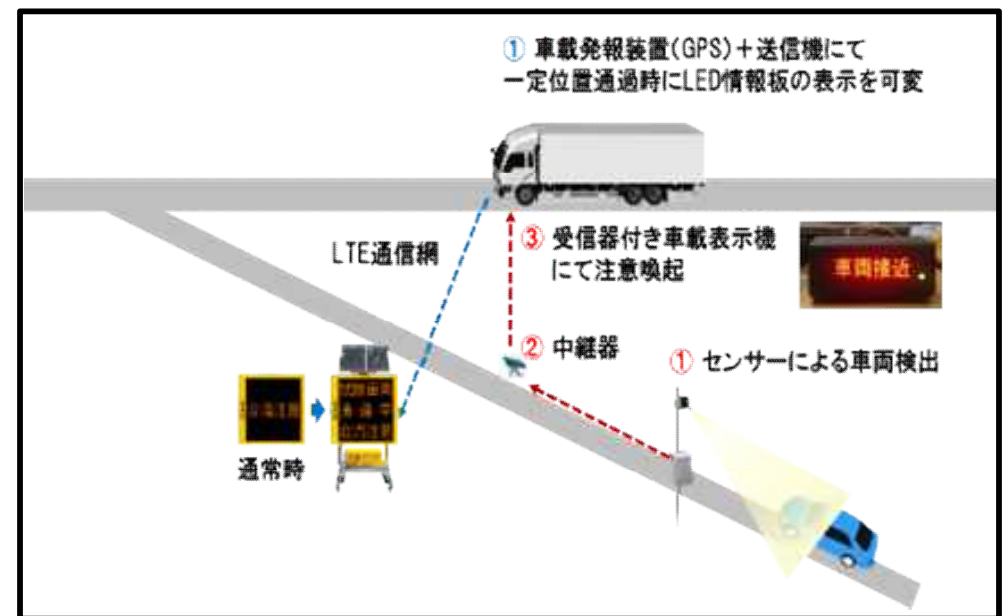 ① 車載発報装置(GPS)+送信機にて
一定位置通過時にLED情報板の表示を可変
LTE通信網
③ 受信器付き車載表示機
にて注意喚起
車両接近
② 中継器
① センサーによる車両検出
通常時